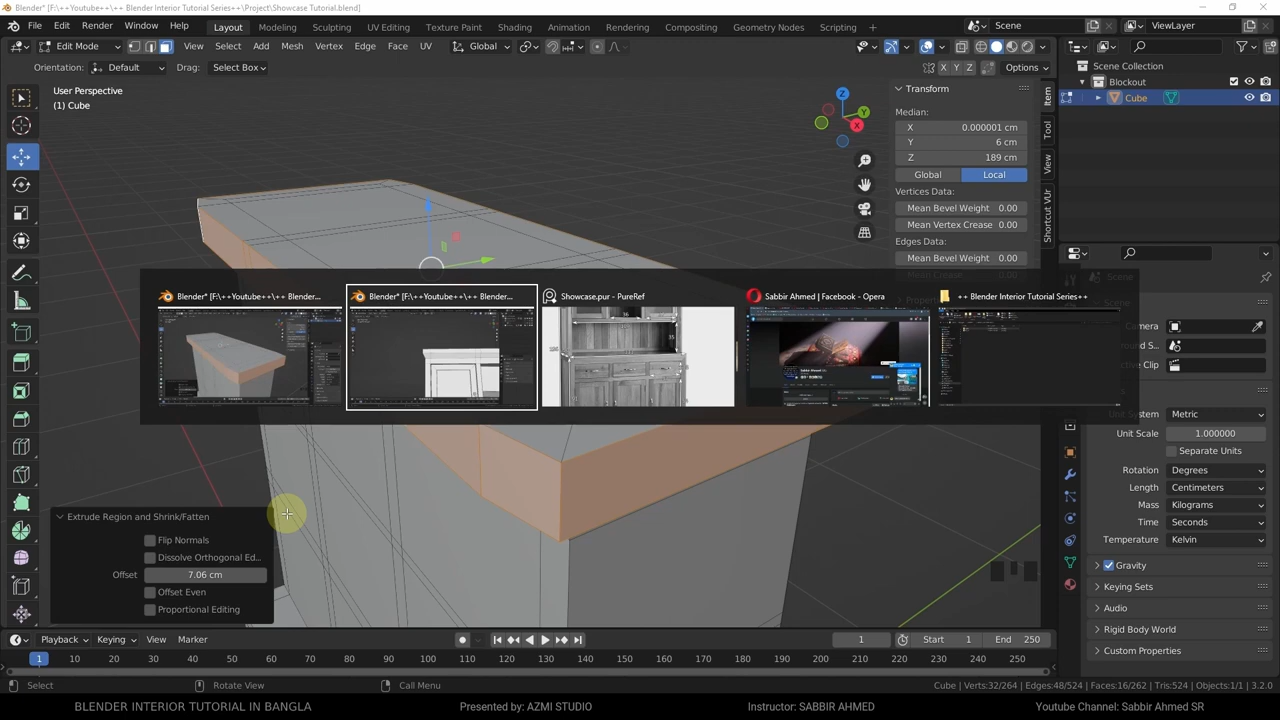 Blender* [F:\++Youtube++\++ Blender Interior Tutorial Series++\Project\Showcase Tutorial.blend]
File Edit Render Window Help Layout Modeling Sculpting UV Editing Texture Paint Shading Animation Rendering Compositing Geometry Nodes Scripting Scene ViewLayer
Edit Mode View Select Add Mesh Vertex Edge Face UV Global
Orientation: Default Drag: Select Box X Y Z Options
User Perspective
(1) Cube
Z
Y
X
Transform
Median:
X 0.000001 cm
Y 6 cm
Z 189 cm
Global Local
Vertices Data:
Mean Bevel Weight 0.00
Mean Vertex Crease 0.00
Edges Data:
Mean Bevel Weight 0.00
Item
Tool
View
Shortcut VUr
Scene Collection
Blockout
Cube
Blender* [F:\++Youtube++\++ Blender...
Blender* [F:\++Youtube++\++ Blender...
Showcase.pur - PureRef
Sabbir Ahmed | Facebook - Opera
++ Blender Interior Tutorial Series++
Scene
Camera
Metric
Unit Scale 1.000000
Separate Units
Rotation Degrees
Length Centimeters
Mass Kilograms
Time Seconds
Temperature Kelvin
Gravity
Keying Sets
Audio
Rigid Body World
Custom Properties
Extrude Region and Shrink/Fatten
Flip Normals
Dissolve Orthogonal Ed...
Offset 7.06 cm
Offset Even
Proportional Editing
Playback Keying View Marker 1 Start 1 End 250
1 10 20 30 40 50 60 70 80 90 100 110 120 130 140 150 160 170 180 190 200 210 220 230 240 250
Select Rotate View Call Menu Cube | Verts:32/264 | Edges:48/524 | Faces:16/262 | Tris:524 | Objects:1/1 | 3.2.0
BLENDER INTERIOR TUTORIAL IN BANGLA Presented by: AZMI STUDIO Instructor: SABBIR AHMED Youtube Channel: Sabbir Ahmed SR